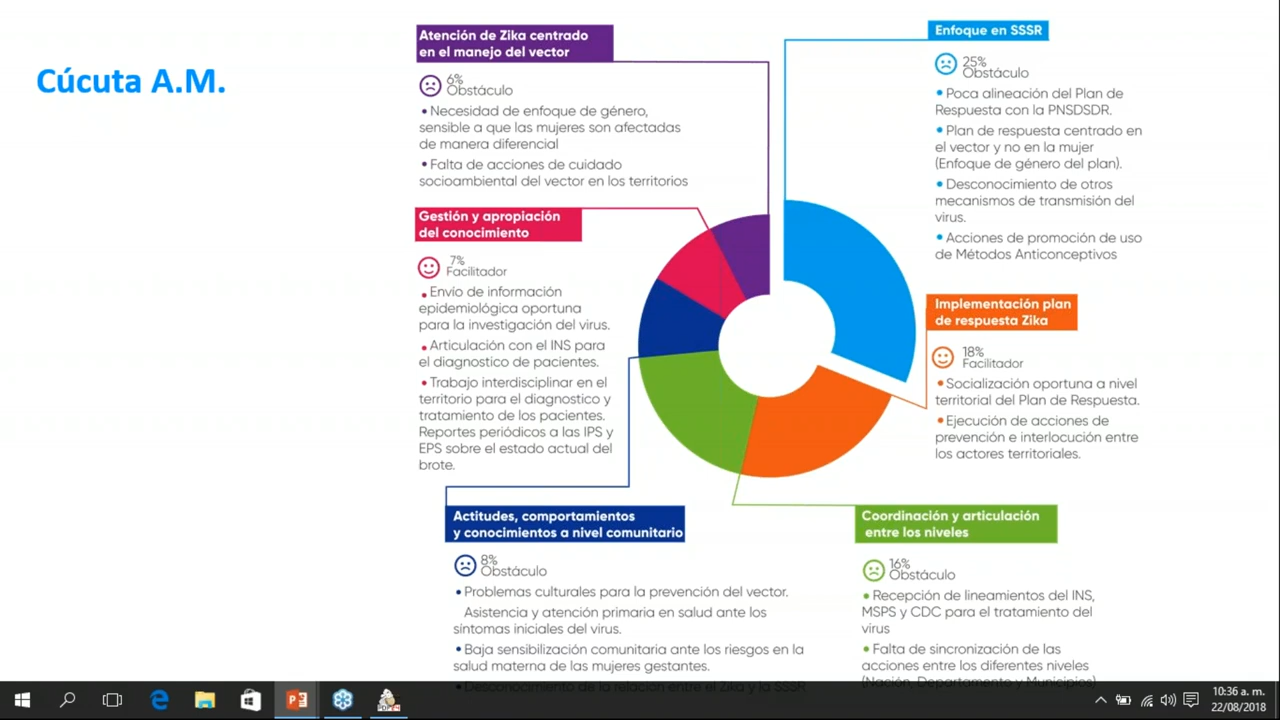 Cúcuta A.M.
Atención de Zika centrado
en el manejo del vector
6%
Obstáculo
• Necesidad de enfoque de género,
sensible a que las mujeres son afectadas
de manera diferencial
• Falta de acciones de cuidado
socioambiental del vector en los territorios
Gestión y apropiación
del conocimiento
7%
Facilitador
• Envío de información
epidemiológica oportuna
para la investigación del virus.
• Articulación con el INS para
el diagnostico de pacientes.
• Trabajo interdisciplinar en el
territorio para el diagnostico y
tratamiento de los pacientes.
Reportes periódicos a las IPS y
EPS sobre el estado actual del
brote.
Actitudes, comportamientos
y conocimientos a nivel comunitario
8%
Obstáculo
• Problemas culturales para la prevención del vector.
Asistencia y atención primaria en salud ante los
síntomas iniciales del virus.
• Baja sensibilización comunitaria ante los riesgos en la
salud materna de las mujeres gestantes.
• Desconocimiento de la relación entre el Zika y la SSSR
Enfoque en SSSR
25%
Obstáculo
• Poca alineación del Plan de
Respuesta con la PNSDSDR.
• Plan de respuesta centrado en
el vector y no en la mujer
(Enfoque de género del plan).
• Desconocimiento de otros
mecanismos de transmisión del
virus.
• Acciones de promoción de uso
de Métodos Anticonceptivos
Implementación plan
de respuesta Zika
18%
Facilitador
• Socialización oportuna a nivel
territorial del Plan de Respuesta.
• Ejecución de acciones de
prevención e interlocución entre
los actores territoriales.
Coordinación y articulación
entre los niveles
16%
Obstáculo
• Recepción de lineamientos del INS,
MSPS y CDC para el tratamiento del
virus
• Falta de sincronización de las
acciones entre los diferentes niveles
(Nación, Departamento y Municipios)
10:36 a. m.
22/08/2018